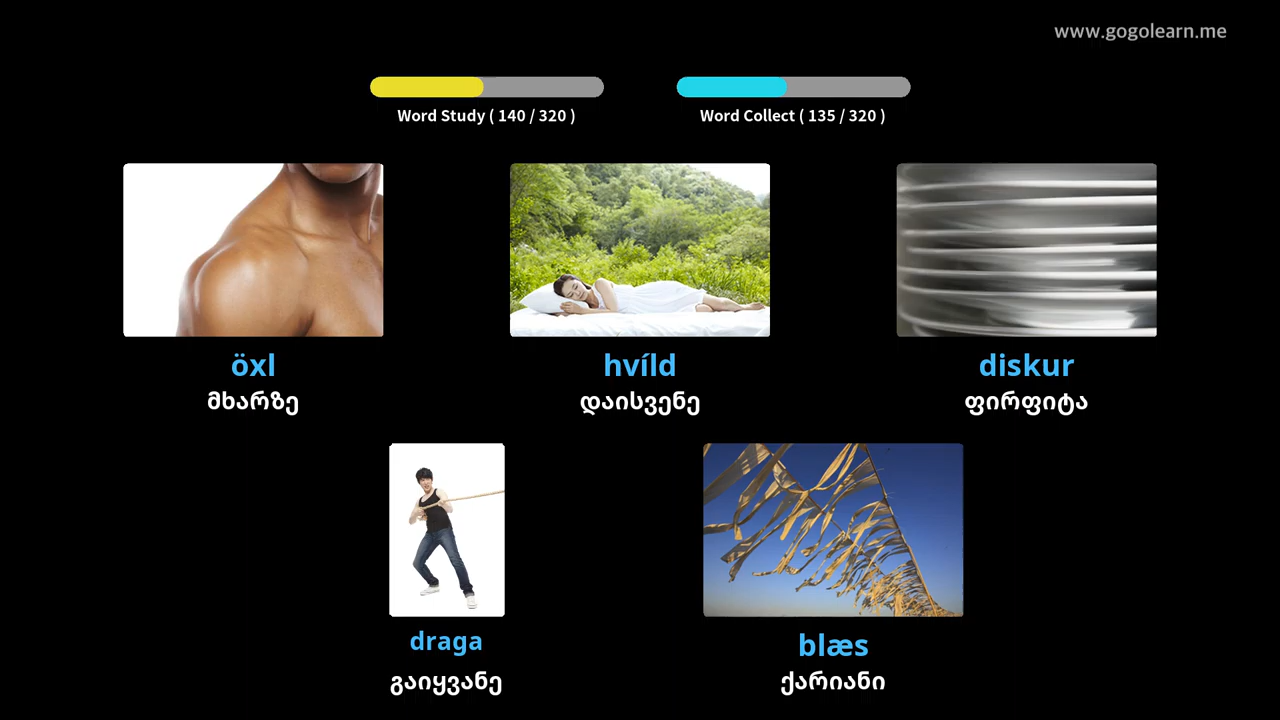 www.gogolearn.me
Word Study ( 140 / 320 )
Word Collect ( 135 / 320 )
öxl
მხარზე
hvíld
დაისვენე
diskur
ფირფიტა
draga
გაიყვანე
blæs
ქარიანი